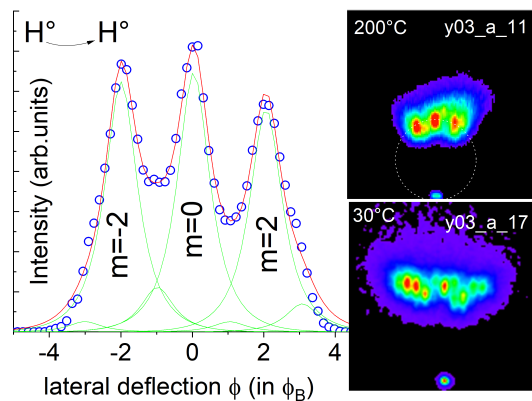 H° H°
Intensity (arb.units)
m=-2
m=0
m=2
-4 -2 0 2 4
lateral deflection ϕ (in ϕB)
200°C y03_a_11
30°C y03_a_17